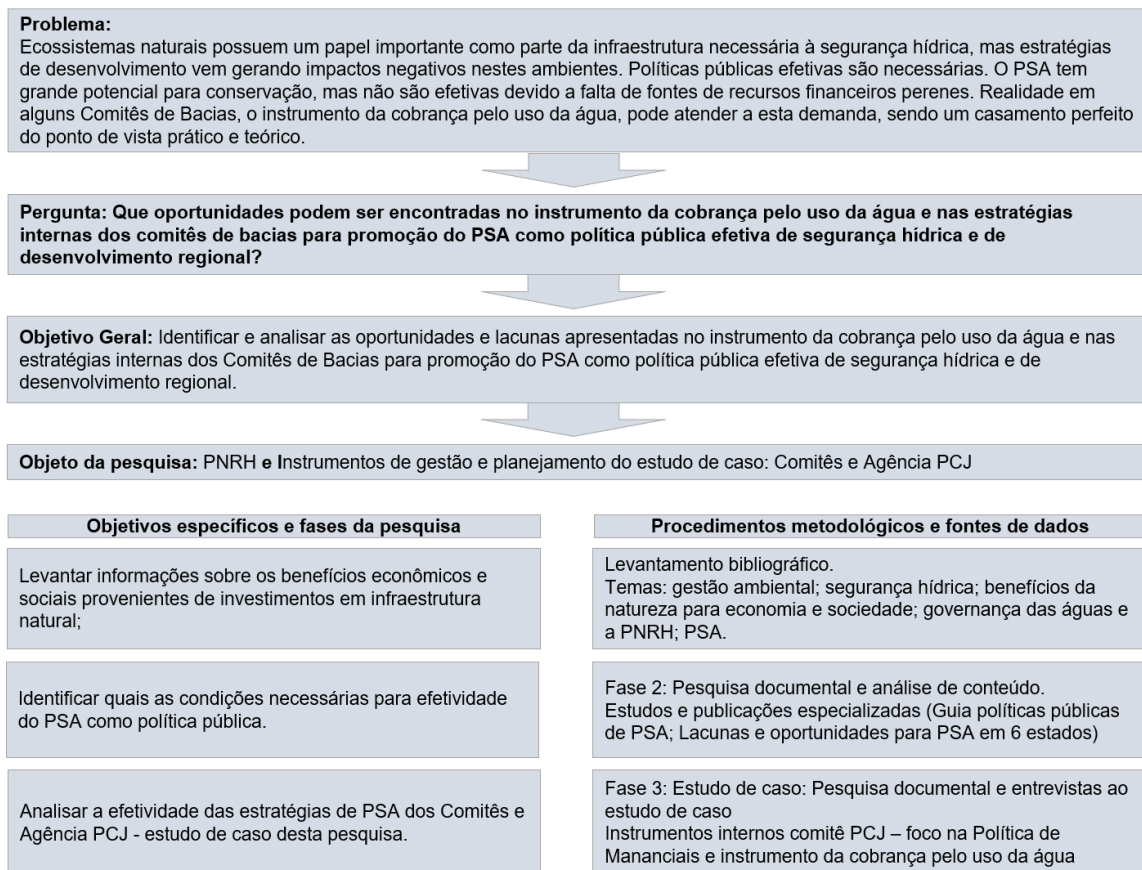 Problema:
Ecossistemas naturais possuem um papel importante como parte da infraestrutura necessária à segurança hídrica, mas estratégias
de desenvolvimento vem gerando impactos negativos nestes ambientes. Políticas públicas efetivas são necessárias. O PSA tem
grande potencial para conservação, mas não são efetivas devido a falta de fontes de recursos financeiros perenes. Realidade em
alguns Comitês de Bacias, o instrumento da cobrança pelo uso da água, pode atender a esta demanda, sendo um casamento perfeito
do ponto de vista prático e teórico.
Pergunta: Que oportunidades podem ser encontradas no instrumento da cobrança pelo uso da água e nas estratégias
internas dos comitês de bacias para promoção do PSA como política pública efetiva de segurança hídrica e de
desenvolvimento regional?
Objetivo Geral: Identificar e analisar as oportunidades e lacunas apresentadas no instrumento da cobrança pelo uso da água e nas
estratégias internas dos Comitês de Bacias para promoção do PSA como política pública efetiva de segurança hídrica e de
desenvolvimento regional.
Objeto da pesquisa: PNRH e Instrumentos de gestão e planejamento do estudo de caso: Comitês e Agência PCJ
Objetivos específicos e fases da pesquisa
Procedimentos metodológicos e fontes de dados
Levantar informações sobre os benefícios econômicos e
sociais provenientes de investimentos em infraestrutura
natural;
Levantamento bibliográfico.
Temas: gestão ambiental; segurança hídrica; benefícios da
natureza para economia e sociedade; governança das águas e
a PNRH; PSA.
Identificar quais as condições necessárias para efetividade
do PSA como política pública.
Fase 2: Pesquisa documental e análise de conteúdo.
Estudos e publicações especializadas (Guia políticas públicas
de PSA; Lacunas e oportunidades para PSA em 6 estados)
Analisar a efetividade das estratégias de PSA dos Comitês e
Agência PCJ - estudo de caso desta pesquisa.
Fase 3: Estudo de caso: Pesquisa documental e entrevistas ao
estudo de caso
Instrumentos internos comitê PCJ – foco na Política de
Mananciais e instrumento da cobrança pelo uso da água